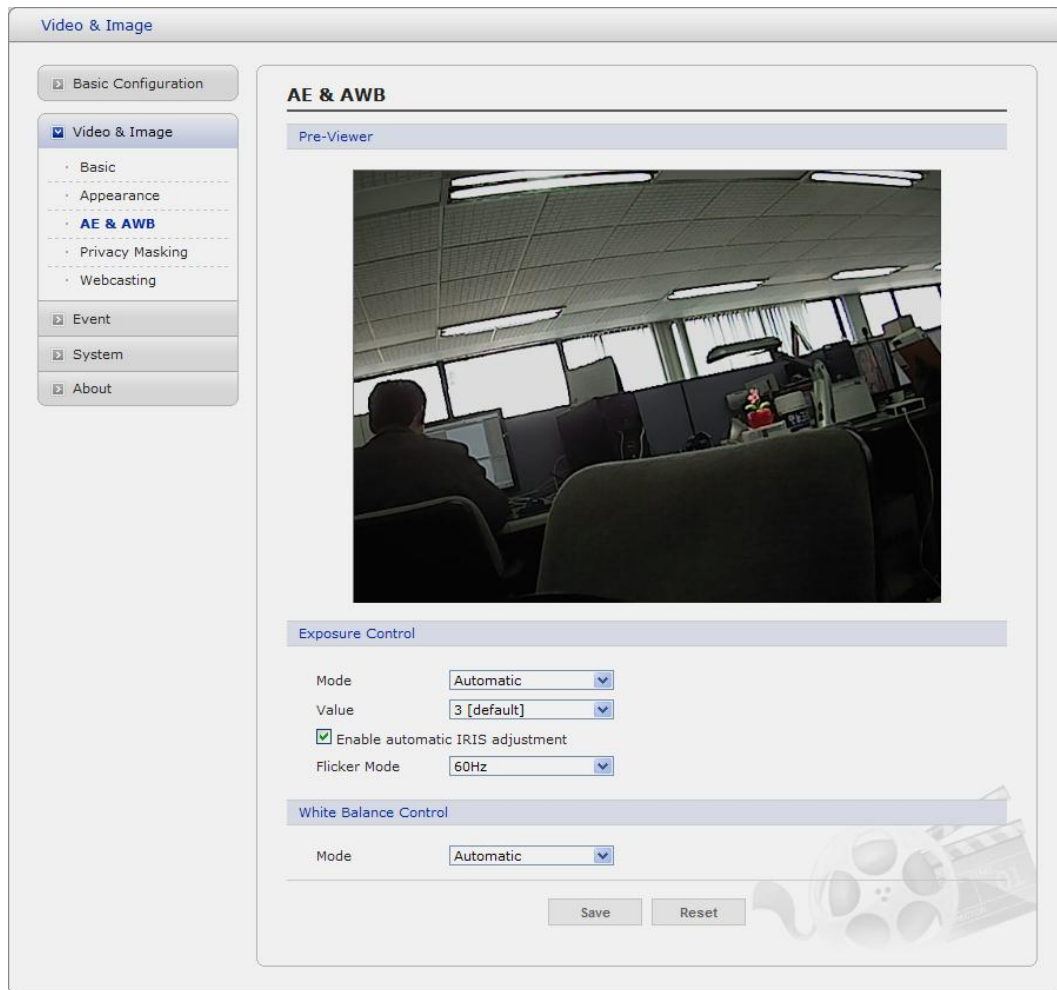 Video & Image
Basic Configuration
Video & Image
Basic
Appearance
AE & AWB
Privacy Masking
Webcasting
Event
System
About
AE & AWB
Pre-Viewer
Exposure Control
Mode Automatic
Value 3 [default]
Enable automatic IRIS adjustment
Flicker Mode 60Hz
White Balance Control
Mode Automatic
Save Reset